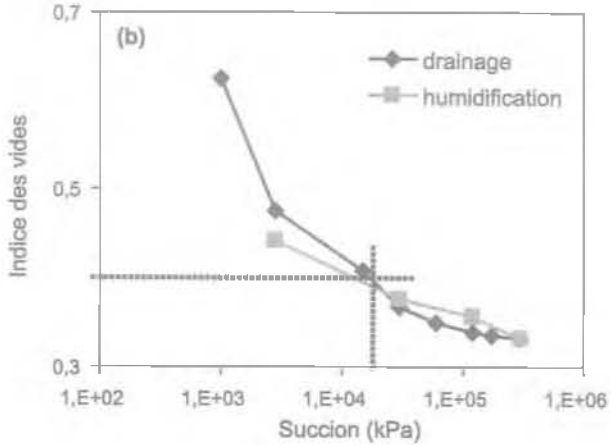 0,7
(b)
drainage
humidification
Indice des vides
0,5
0,3
1,E+02
1,E+03
1,E+04
1,E+05
1,E+06
Succion (kPa)